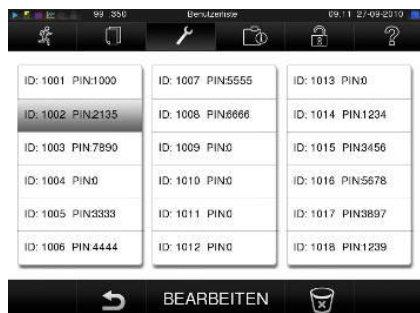 99 :350 Benutzerliste 09:11 27-09-2010
ID: 1001 PIN:1000
ID: 1002 PIN:2135
ID: 1003 PIN:7890
ID: 1004 PIN:0
ID: 1005 PIN:3333
ID: 1006 PIN:4444
ID: 1007 PIN:5555
ID: 1008 PIN:6666
ID: 1009 PIN:0
ID: 1010 PIN:0
ID: 1011 PIN:0
ID: 1012 PIN:0
ID: 1013 PIN:0
ID: 1014 PIN:1234
ID: 1015 PIN:3456
ID: 1016 PIN:5678
ID: 1017 PIN:3897
ID: 1018 PIN:1239
BEARBEITEN